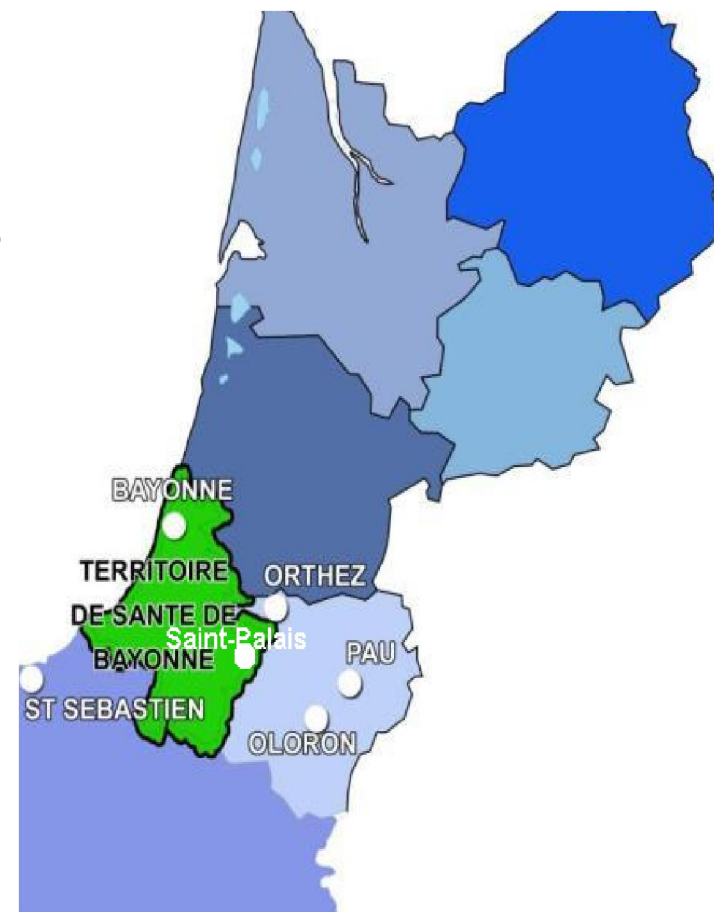 BAYONNE
TERRITOIRE
DE SANTE DE
BAYONNE
ORTHEZ
Saint-Palais
PAU
ST SEBASTIEN
OLORON